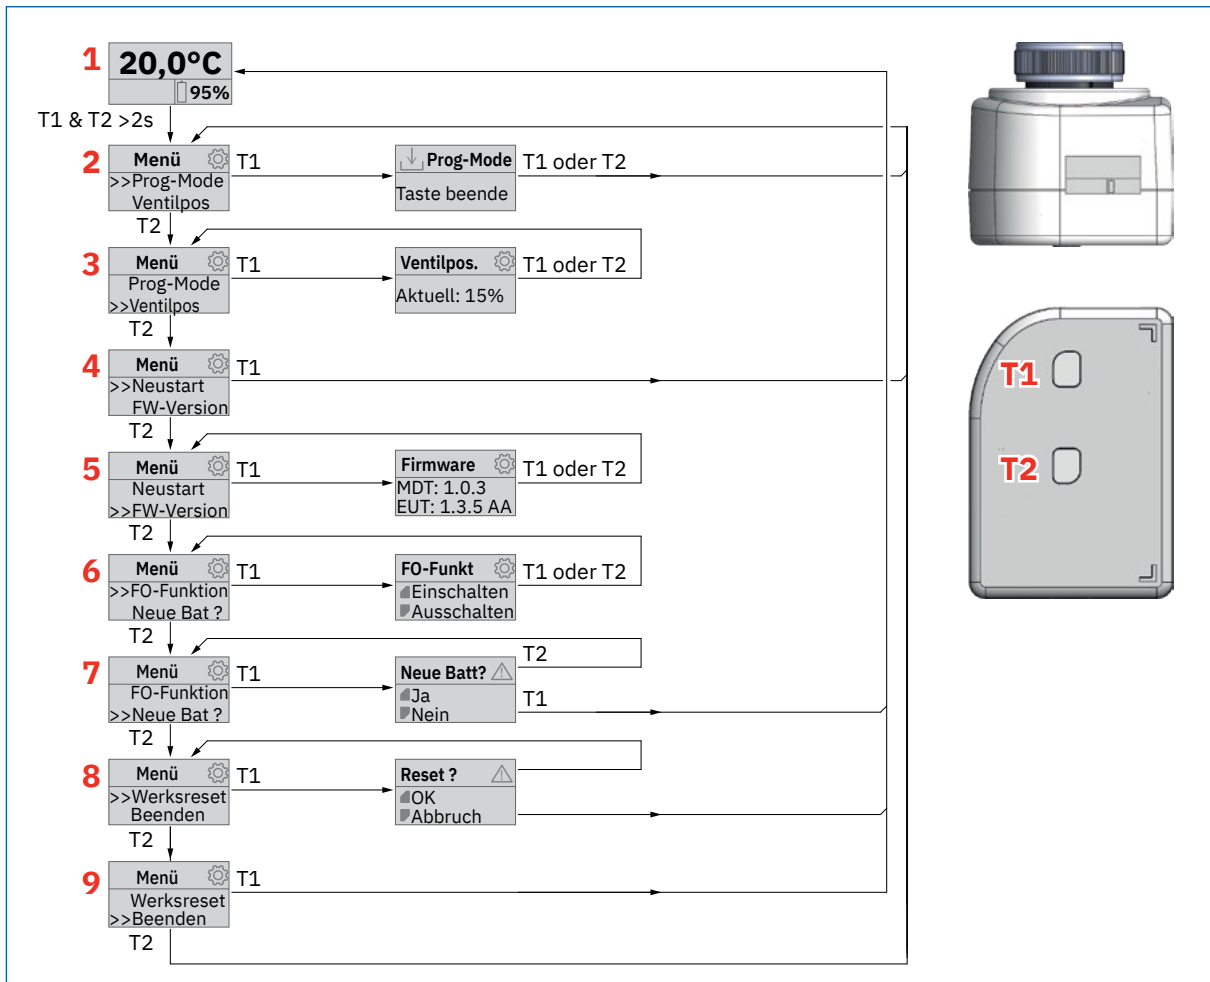 1
20,0°C
95%
T1 & T2 >2s
2
Menü
T1
>>Prog-Mode
Ventilpos
Prog-Mode
T1 oder T2
Taste beende
T2
3
Menü
T1
Prog-Mode
>>Ventilpos
Ventilpos.
T1 oder T2
Aktuell: 15%
T2
4
Menü
T1
>>Neustart
FW-Version
T2
5
Menü
T1
Neustart
>>FW-Version
Firmware
T1 oder T2
MDT: 1.0.3
EUT: 1.3.5 AA
T2
6
Menü
T1
>>FO-Funktion
Neue Bat ?
FO-Funkt
T1 oder T2
Einschalten
Ausschalten
T2
7
Menü
T1
FO-Funktion
>>Neue Bat ?
Neue Batt?
T2
Ja
T1
Nein
T2
8
Menü
T1
>>Werksreset
Beenden
Reset ?
OK
Abbruch
T2
9
Menü
T1
Werksreset
>>Beenden
T2
T1
T2